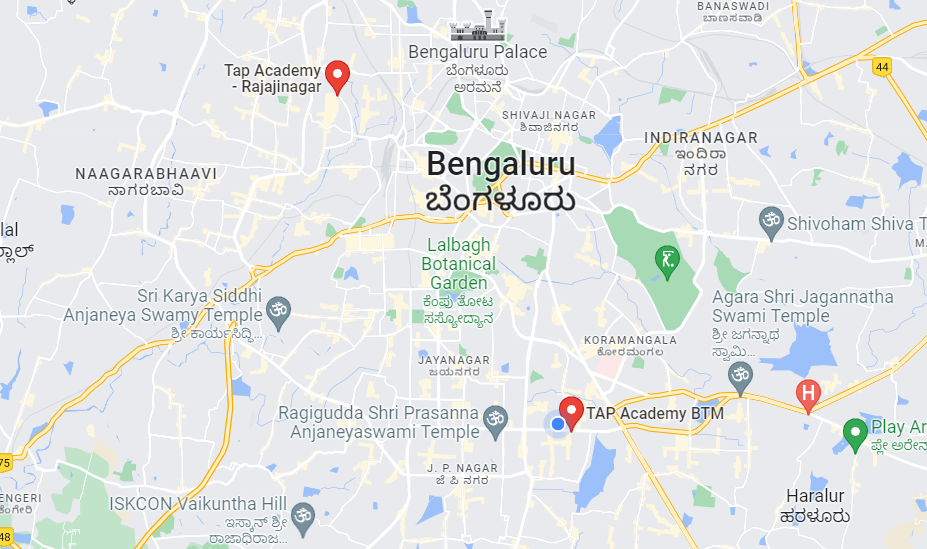 BANASWADI
ಬಾಣಸವಾಡಿ
Bengaluru Palace
ಬೆಂಗಳೂರು
ಅರಮನೆ
44
Tap Academy
- Rajajinagar
SHIVAJI NAGAR
ಶಿವಾಜಿನಗರ
INDIRANAGAR
ಇಂದಿರಾ
ನಗರ
Bengaluru
ಬೆಂಗಳೂರು
NAAGARABHAAVI
ನಾಗರಬಾವಿ
Shivoham Shiva T
lal
Lalbagh
Botanical
Garden
ಕೆಂಪು ತೋಟ
ಸಸ್ಯೋದ್ಯಾನ
Sri Karya Siddhi
Anjaneya Swamy Temple
ಶ್ರೀ ಕಾರ್ಯಸಿದ್ಧಿ...
Agara Shri Jagannatha
Swami Temple
ಶ್ರೀ ಜಗನ್ನಾಥ
ಸ್ವಾಮಿ...
KORAMANGALA
ಕೋರಮಂಗಲ
JAYANAGAR
ಜಯನಗರ
H
Ragigudda Shri Prasanna
Anjaneyaswami Temple
TAP Academy BTM
Play Ar
ಪ್ಲೇ ಅರೇನ
75
J. P. NAGAR
ಜೆ ಪಿ ನಗರ
ENGERI
ಕೆಂಗೇರಿ
ISKCON Vaikuntha Hill
ಇಸ್ಕಾನ್ ಶ್ರೀ
ರಾಜಾಧಿರಾಜ...
Haralur
ಹರಳೂರು
48